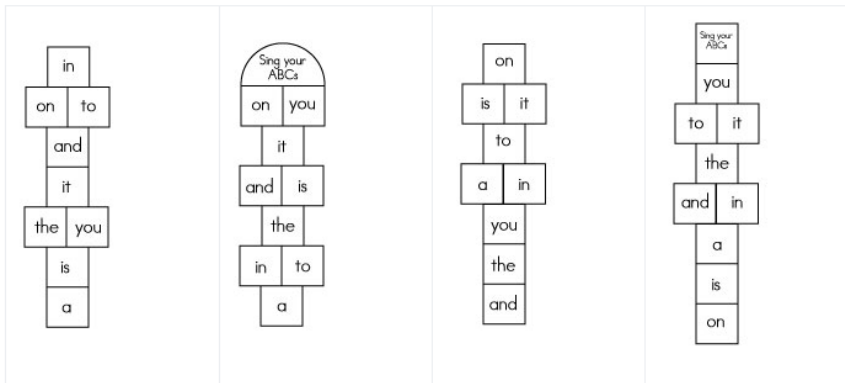 in
on to
and
it
the you
is
a
Sing your
ABCs
on you
it
and is
the
in to
a
on
is it
to
a in
you
the
and
Sing your
ABCs
you
to it
the
and in
a
is
on